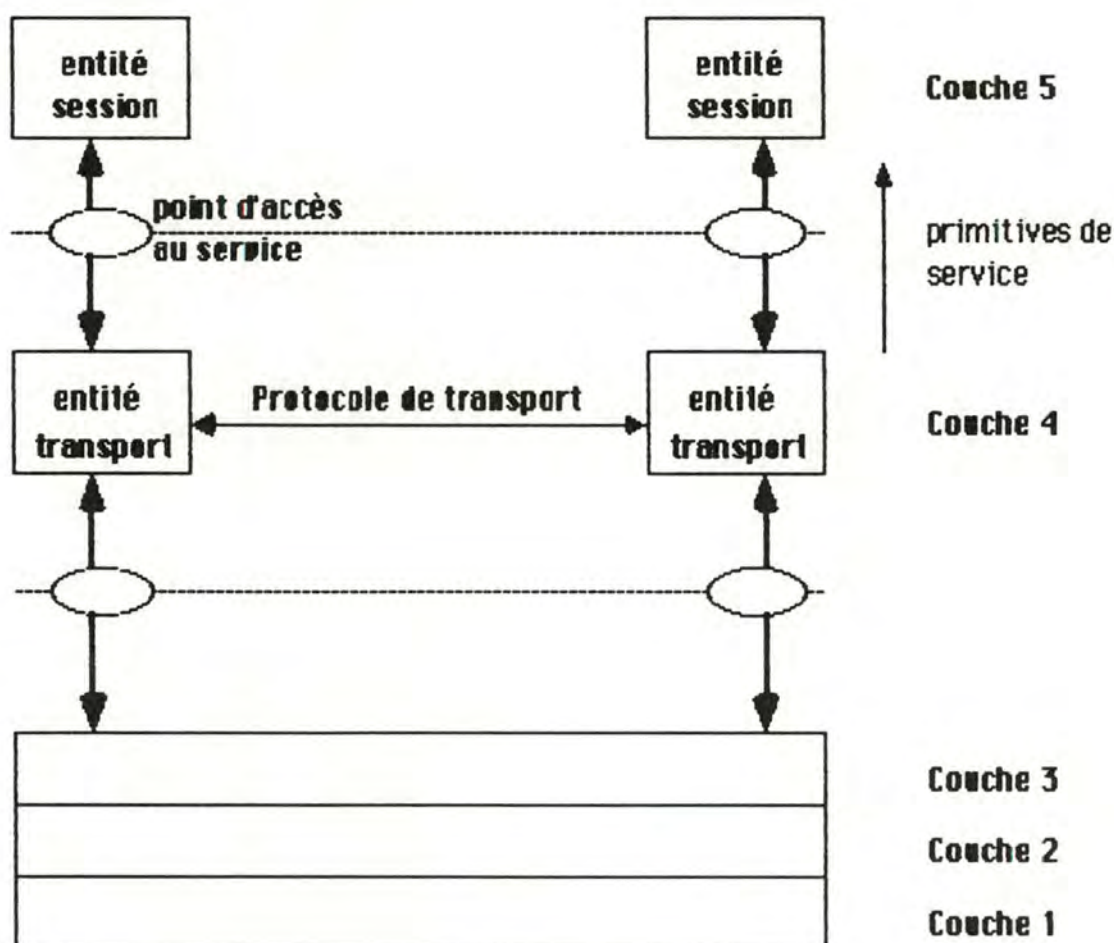 entité
session
entité
session
Couche 5
point d'accès
au service
primitives de
service
entité
transport
Protocole de transport
entité
transport
Couche 4
Couche 3
Couche 2
Couche 1